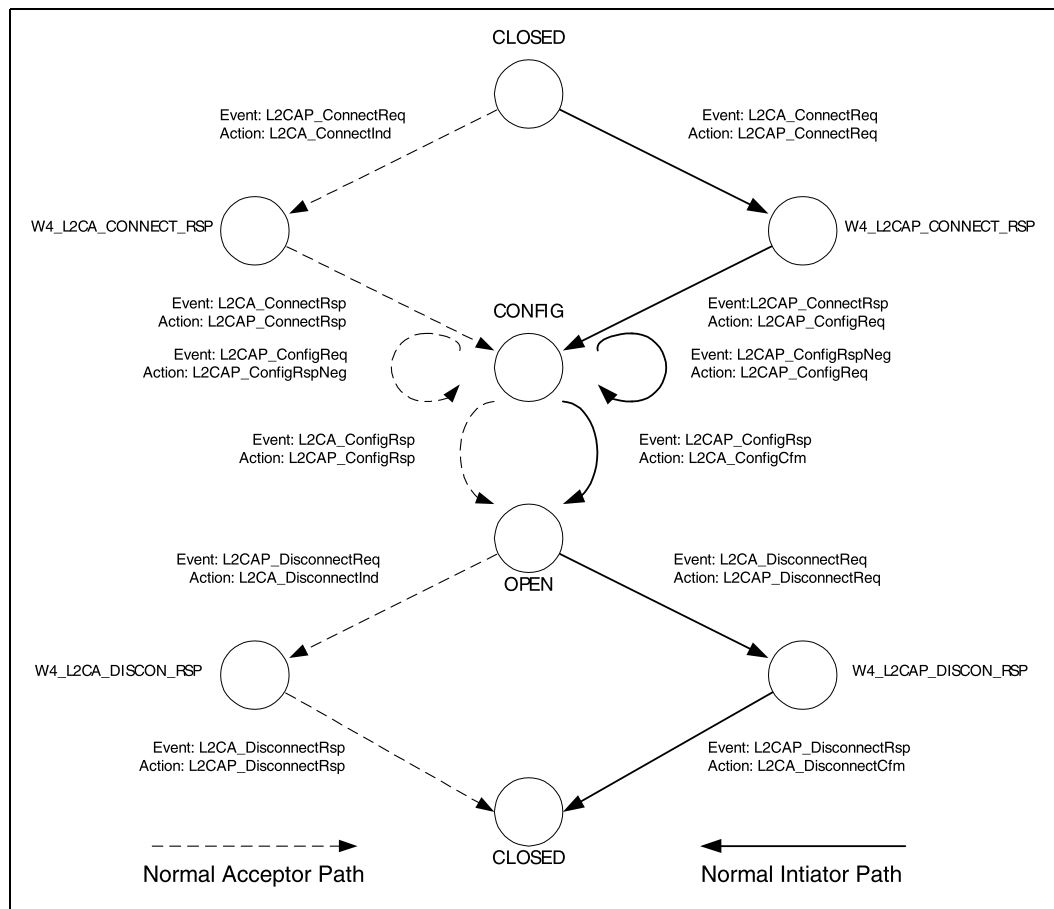 CLOSED
Event: L2CAP_ConnectReq
Action: L2CA_ConnectInd
Event: L2CA_ConnectReq
Action: L2CAP_ConnectReq
W4_L2CA_CONNECT_RSP
W4_L2CAP_CONNECT_RSP
Event: L2CA_ConnectRsp
Action: L2CAP_ConnectRsp
CONFIG
Event:L2CAP_ConnectRsp
Action: L2CAP_ConfigReq
Event: L2CAP_ConfigReq
Action: L2CAP_ConfigRspNeg
Event: L2CAP_ConfigRspNeg
Action: L2CAP_ConfigReq
Event: L2CA_ConfigRsp
Action: L2CAP_ConfigRsp
Event: L2CAP_ConfigRsp
Action: L2CA_ConfigCfm
Event: L2CAP_DisconnectReq
Action: L2CA_DisconnectInd
OPEN
Event: L2CA_DisconnectReq
Action: L2CAP_DisconnectReq
W4_L2CA_DISCON_RSP
W4_L2CAP_DISCON_RSP
Event: L2CA_DisconnectRsp
Action: L2CAP_DisconnectRsp
Event: L2CAP_DisconnectRsp
Action: L2CA_DisconnectCfm
CLOSED
Normal Acceptor Path
Normal Intiator Path